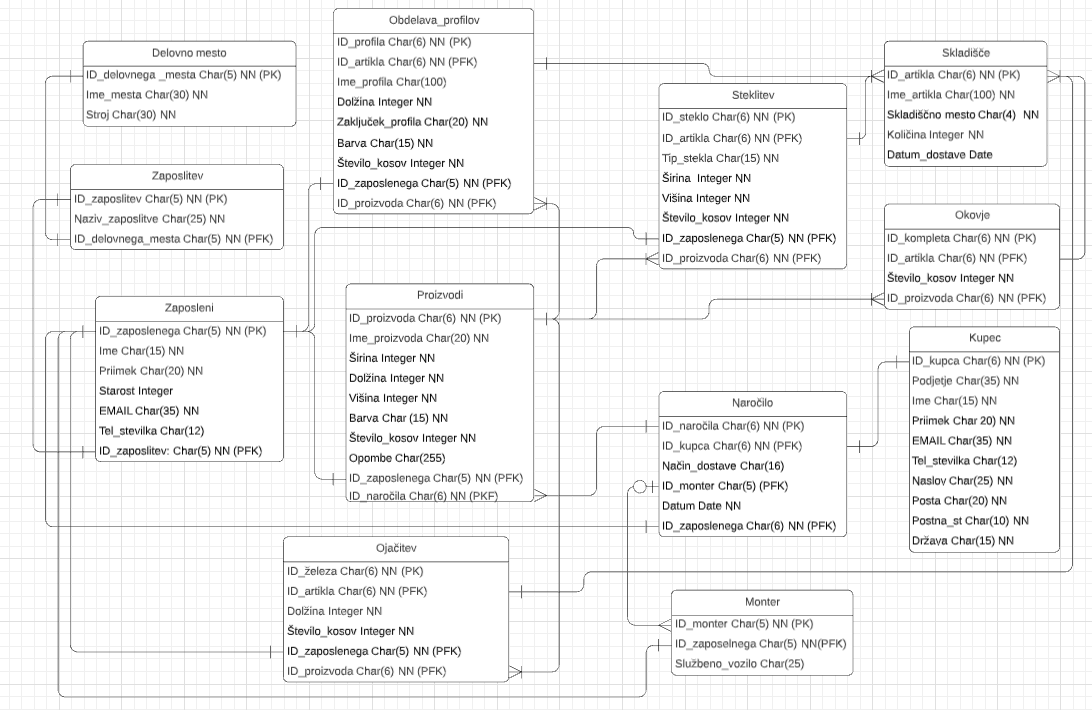 Delovno mesto
ID_delovnega _mesta Char(5) NN (PK)
Ime_mesta Char(30) NN
Stroj Char(30) NN
Zaposlitev
ID_zaposlitev Char(5) NN (PK)
Naziv_zaposlitve Char(25) NN
ID_delovnega_mesta Char(5) NN (PFK)
Zaposleni
ID_zaposlenega Char(5) NN (PK)
Ime Char(15) NN
Priimek Char(20) NN
Starost Integer
EMAIL Char(35) NN
Tel_stevilka Char(12)
ID_zaposlitev: Char(5) NN (PFK)
Obdelava_profilov
ID_profila Char(6) NN (PK)
ID_artikla Char(6) NN (PFK)
Ime_profila Char(100)
Dolžina Integer NN
Zaključek_profila Char(20) NN
Barva Char(15) NN
Število_kosov Integer NN
ID_zaposlenega Char(5) NN (PFK)
ID_proizvoda Char(6) NN (PFK)
Proizvodi
ID_proizvoda Char(6) NN (PK)
Ime_proizvoda Char(20) NN
Širina Integer NN
Dolžina Integer NN
Višina Integer NN
Barva Char (15) NN
Število_kosov Integer NN
Opombe Char(255)
ID_zaposlenega Char(5) NN (PFK)
ID_naročila Char(6) NN (PKF)
Ojačitev
ID_železa Char(6) NN (PK)
ID_artikla Char(6) NN (PFK)
Dolžina Integer NN
Število_kosov Integer NN
ID_zaposlenega Char(5) NN (PFK)
ID_proizvoda Char(6) NN (PFK)
Steklitev
ID_steklo Char(6) NN (PK)
ID_artikla Char(6) NN (PFK)
Tip_stekla Char(15) NN
Širina Integer NN
Višina Integer NN
Število_kosov Integer NN
ID_zaposlenega Char(5) NN (PFK)
ID_proizvoda Char(6) NN (PFK)
Naročilo
ID_naročila Char(6) NN (PK)
ID_kupca Char(6) NN (PFK)
Način_dostave Char(16)
ID_monter Char(5) (PFK)
Datum Date NN
ID_zaposlenega Char(6) NN (PFK)
Monter
ID_monter Char(5) NN (PK)
ID_zaposelnega Char(5) NN(PFK)
Službeno_vozilo Char(25)
Skladišče
ID_artikla Char(6) NN (PK)
Ime_artikla Char(100) NN
Skladiščno mesto Char(4) NN
Količina Integer NN
Datum_dostave Date
Okovje
ID_kompleta Char(6) NN (PK)
ID_artikla Char(6) NN (PFK)
Število_kosov Integer NN
ID_proizvoda Char(6) NN (PFK)
Kupec
ID_kupca Char(6) NN (PK)
Podjetje Char(35) NN
Ime Char(15) NN
Priimek Char 20) NN
EMAIL Char(35) NN
Tel_stevilka Char(12)
Naslov Char(25) NN
Posta Char(20) NN
Postna_st Char(10) NN
Država Char(15) NN